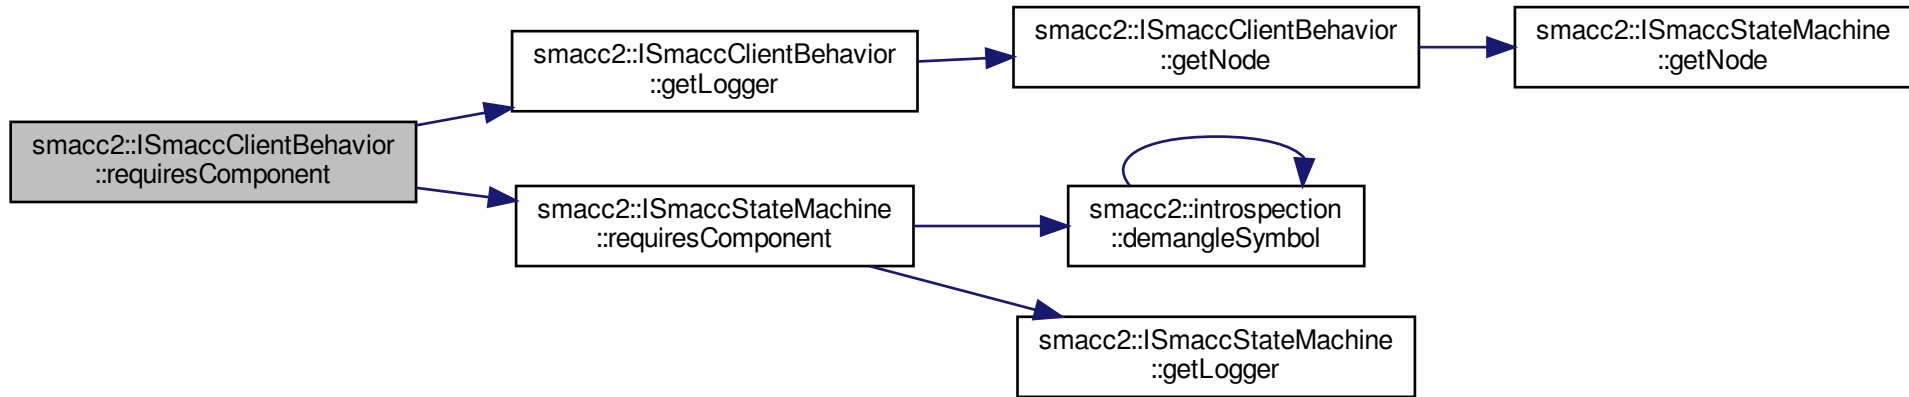 smacc2::ISmaccClientBehavior
::requiresComponent
smacc2::ISmaccClientBehavior
::getLogger
smacc2::ISmaccClientBehavior
::getNode
smacc2::ISmaccStateMachine
::getNode
smacc2::ISmaccStateMachine
::requiresComponent
smacc2::introspection
::demangleSymbol
smacc2::ISmaccStateMachine
::getLogger